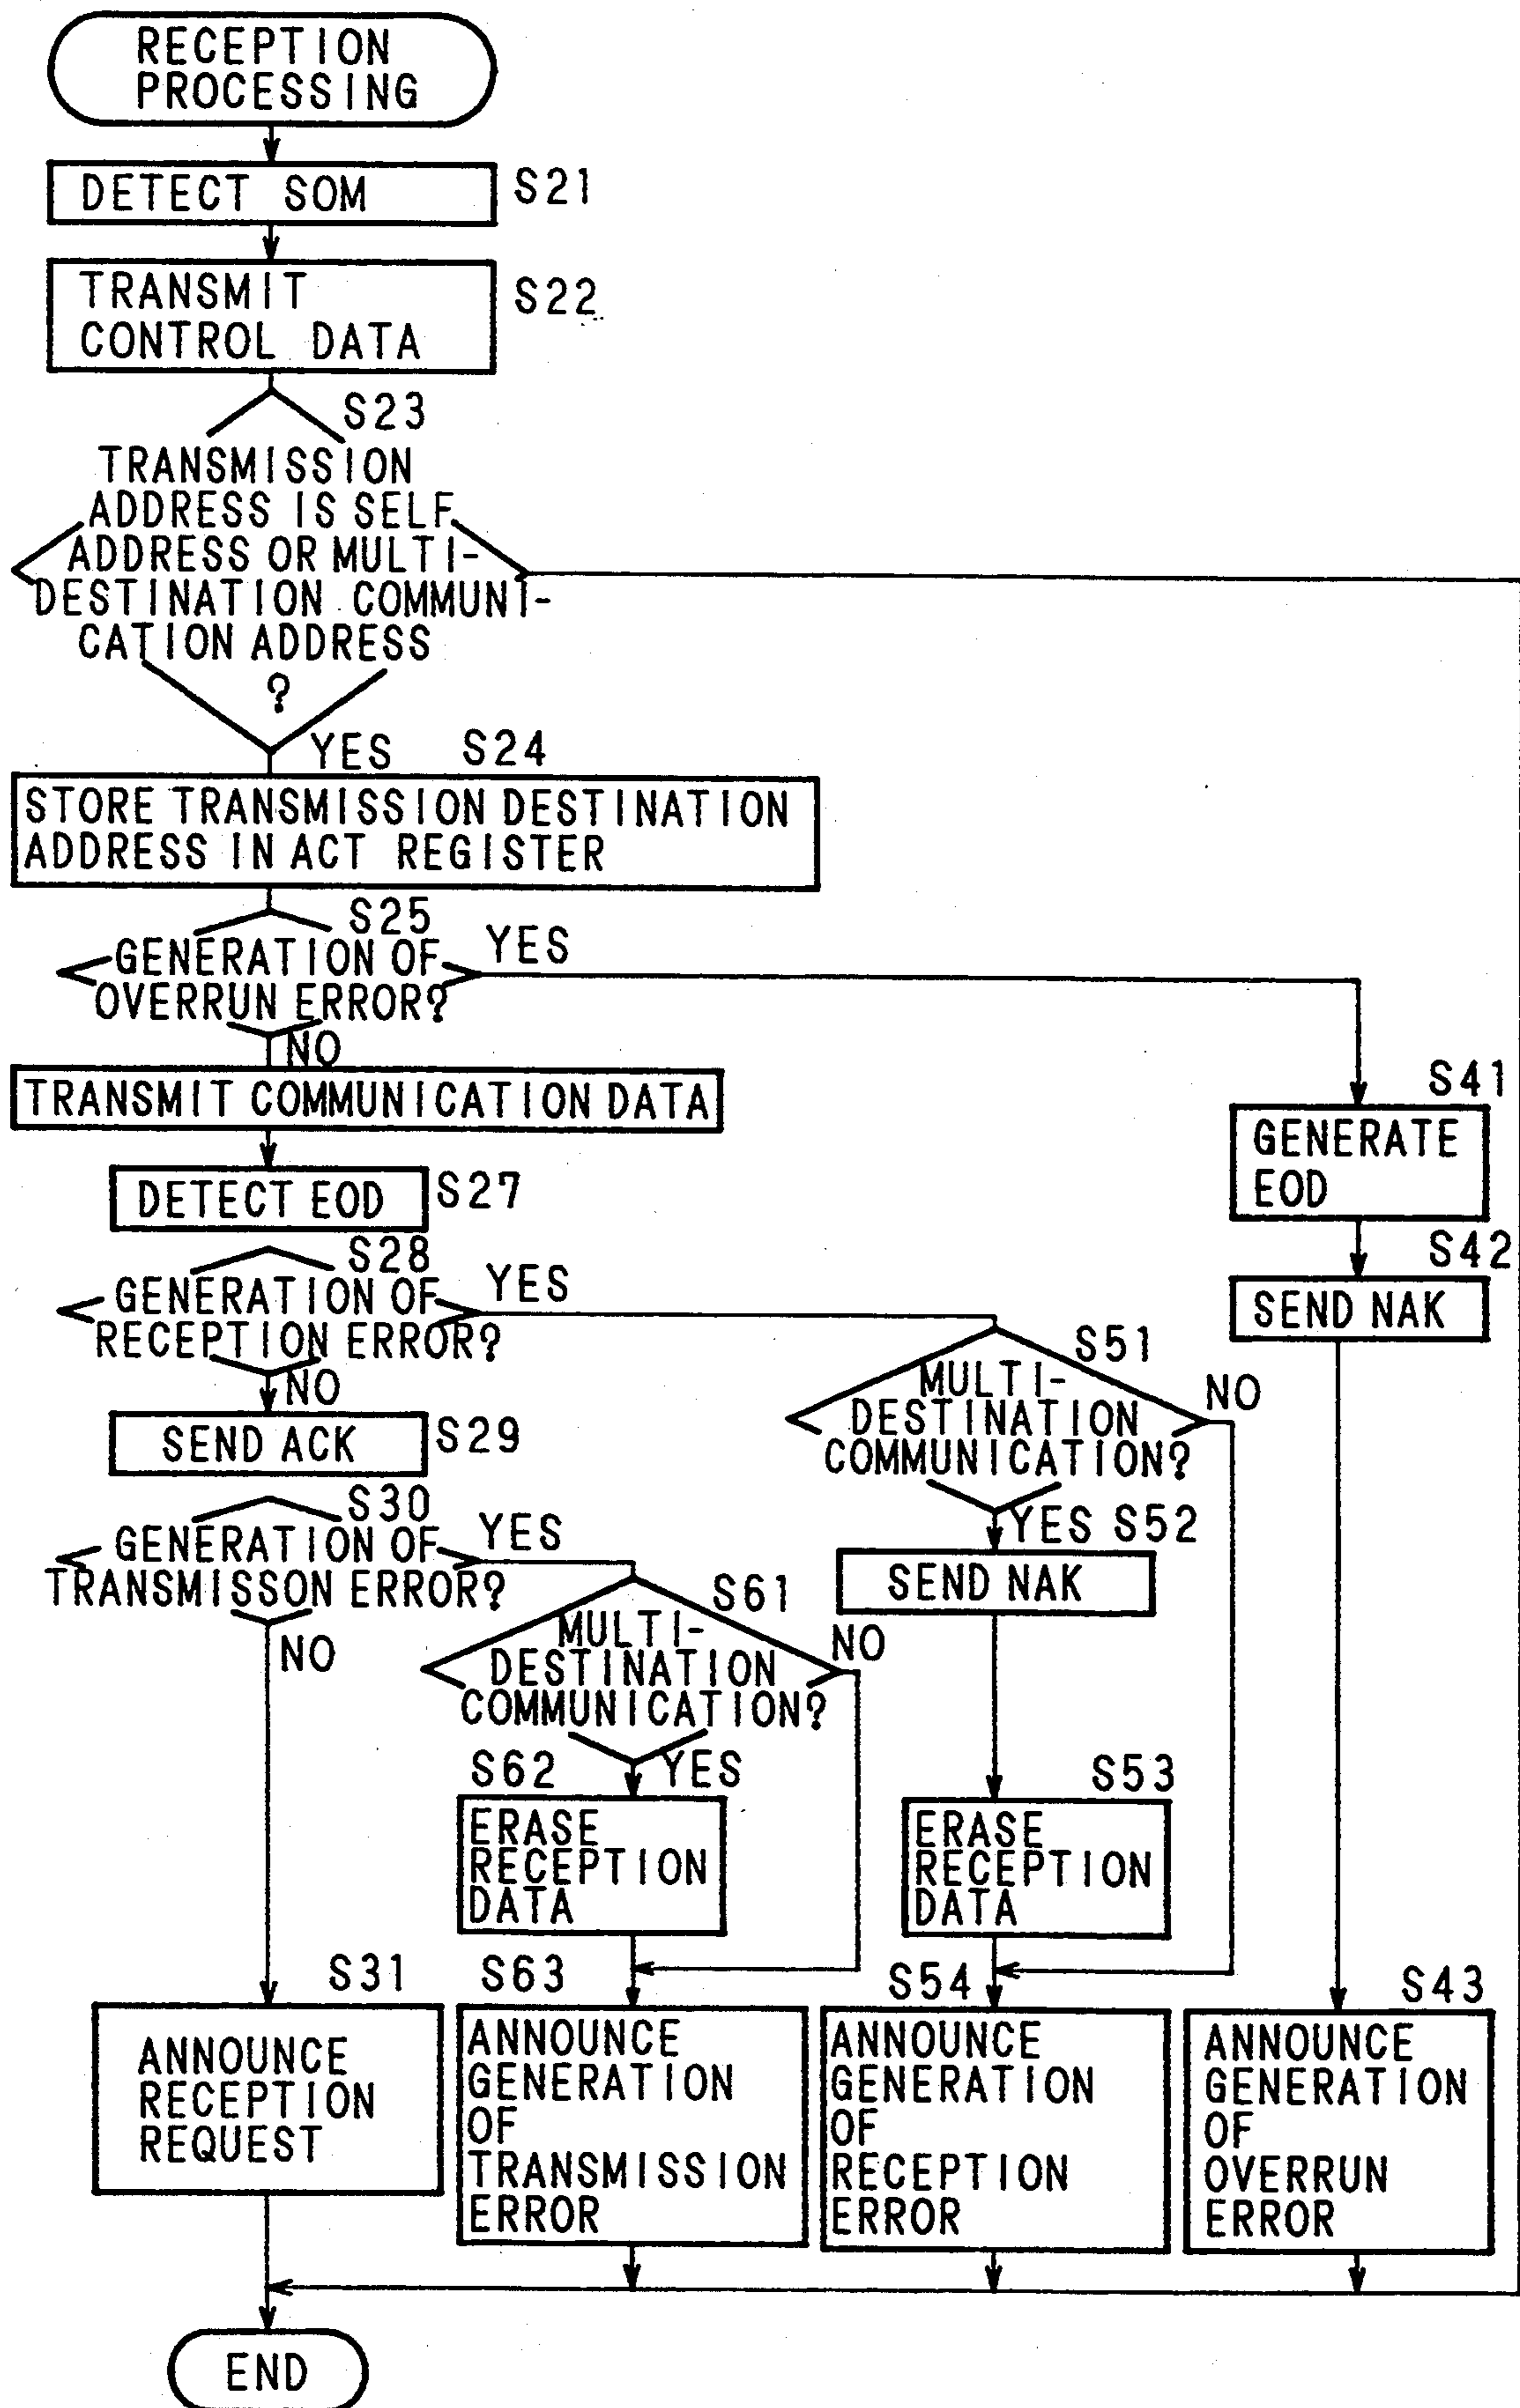 RECEPTION
PROCESSING
DETECT SOM
S21
TRANSMIT
CONTROL DATA
S22
S23
TRANSMISSION
ADDRESS IS SELF
ADDRESS OR MULTI-
DESTINATION COMMUNI-
CATION ADDRESS
?
YES
S24
STORE TRANSMISSION DESTINATION
ADDRESS IN ACT REGISTER
S25
GENERATION OF
OVERRUN ERROR?
YES
NO
TRANSMIT COMMUNICATION DATA
S41
GENERATE
EOD
DETECT EOD
S27
S42
SEND NAK
S28
GENERATION OF
RECEPTION ERROR?
YES
NO
S51
MULTI-
DESTINATION
COMMUNICATION?
NO
YES S52
SEND NAK
SEND ACK
S29
S30
GENERATION OF
TRANSMISSON ERROR?
YES
NO
S61
MULTI-
DESTINATION
COMMUNICATION?
NO
YES
S62
ERASE
RECEPTION
DATA
S53
ERASE
RECEPTION
DATA
S31
ANNOUNCE
RECEPTION
REQUEST
S63
ANNOUNCE
GENERATION
OF
TRANSMISSION
ERROR
S54
ANNOUNCE
GENERATION
OF
RECEPTION
ERROR
S43
ANNOUNCE
GENERATION
OF
OVERRUN
ERROR
END